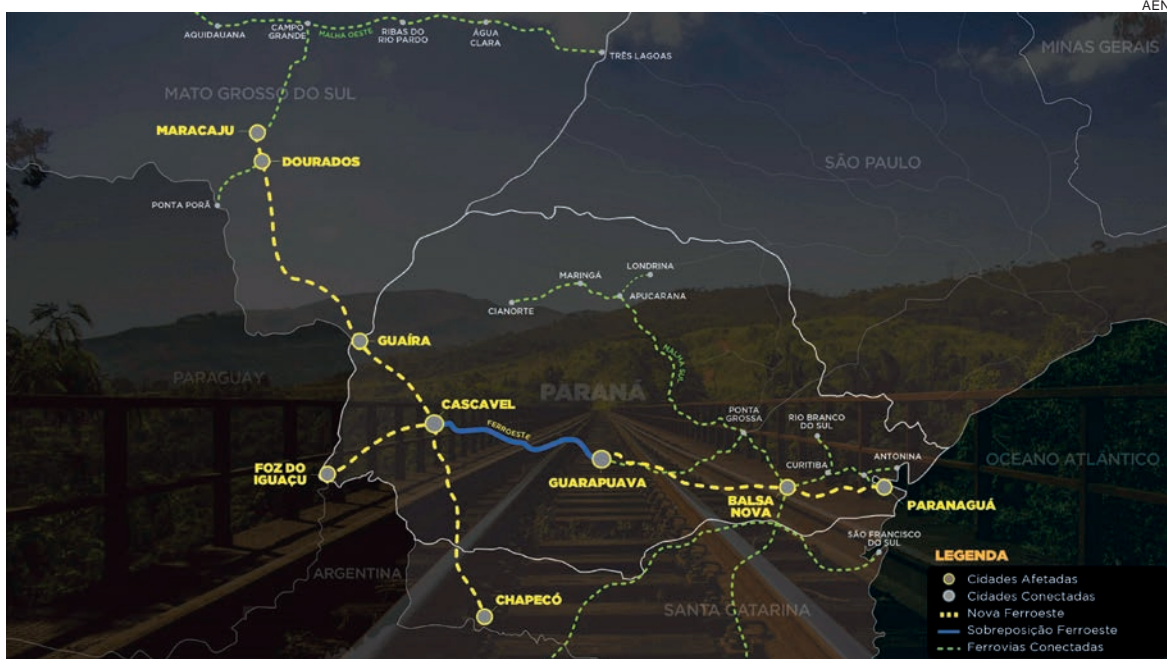 AEN
AQUIDAUANA
CAMPO
GRANDE
MALHA OESTE
RIBAS DO
RIO PARDO
ÁGUA
CLARA
TRÊS LAGOAS
MINAS GERAIS
MATO GROSSO DO SUL
MARACAJU
DOURADOS
SÃO PAULO
PONTA PORÃ
LONDRINA
MARINGÁ
APUCARANA
CIANORTE
GUAÍRA
MALHA SUL
PARAGUAY
PARANÁ
CASCAVEL
FERROESTE
PONTA
GROSSA
RIO BRANCO
DO SUL
ANTONINA
OCEANO ATLÂNTICO
FOZ DO
IGUAÇU
GUARAPUAVA
CURITIBA
BALSA
NOVA
PARANAGUÁ
SÃO FRANCISCO
DO SUL
ARGENTINA
SANTA CATARINA
CHAPECÓ
LEGENDA
Cidades Afetadas
Cidades Conectadas
Nova Ferroeste
Sobreposição Ferroeste
Ferrovias Conectadas